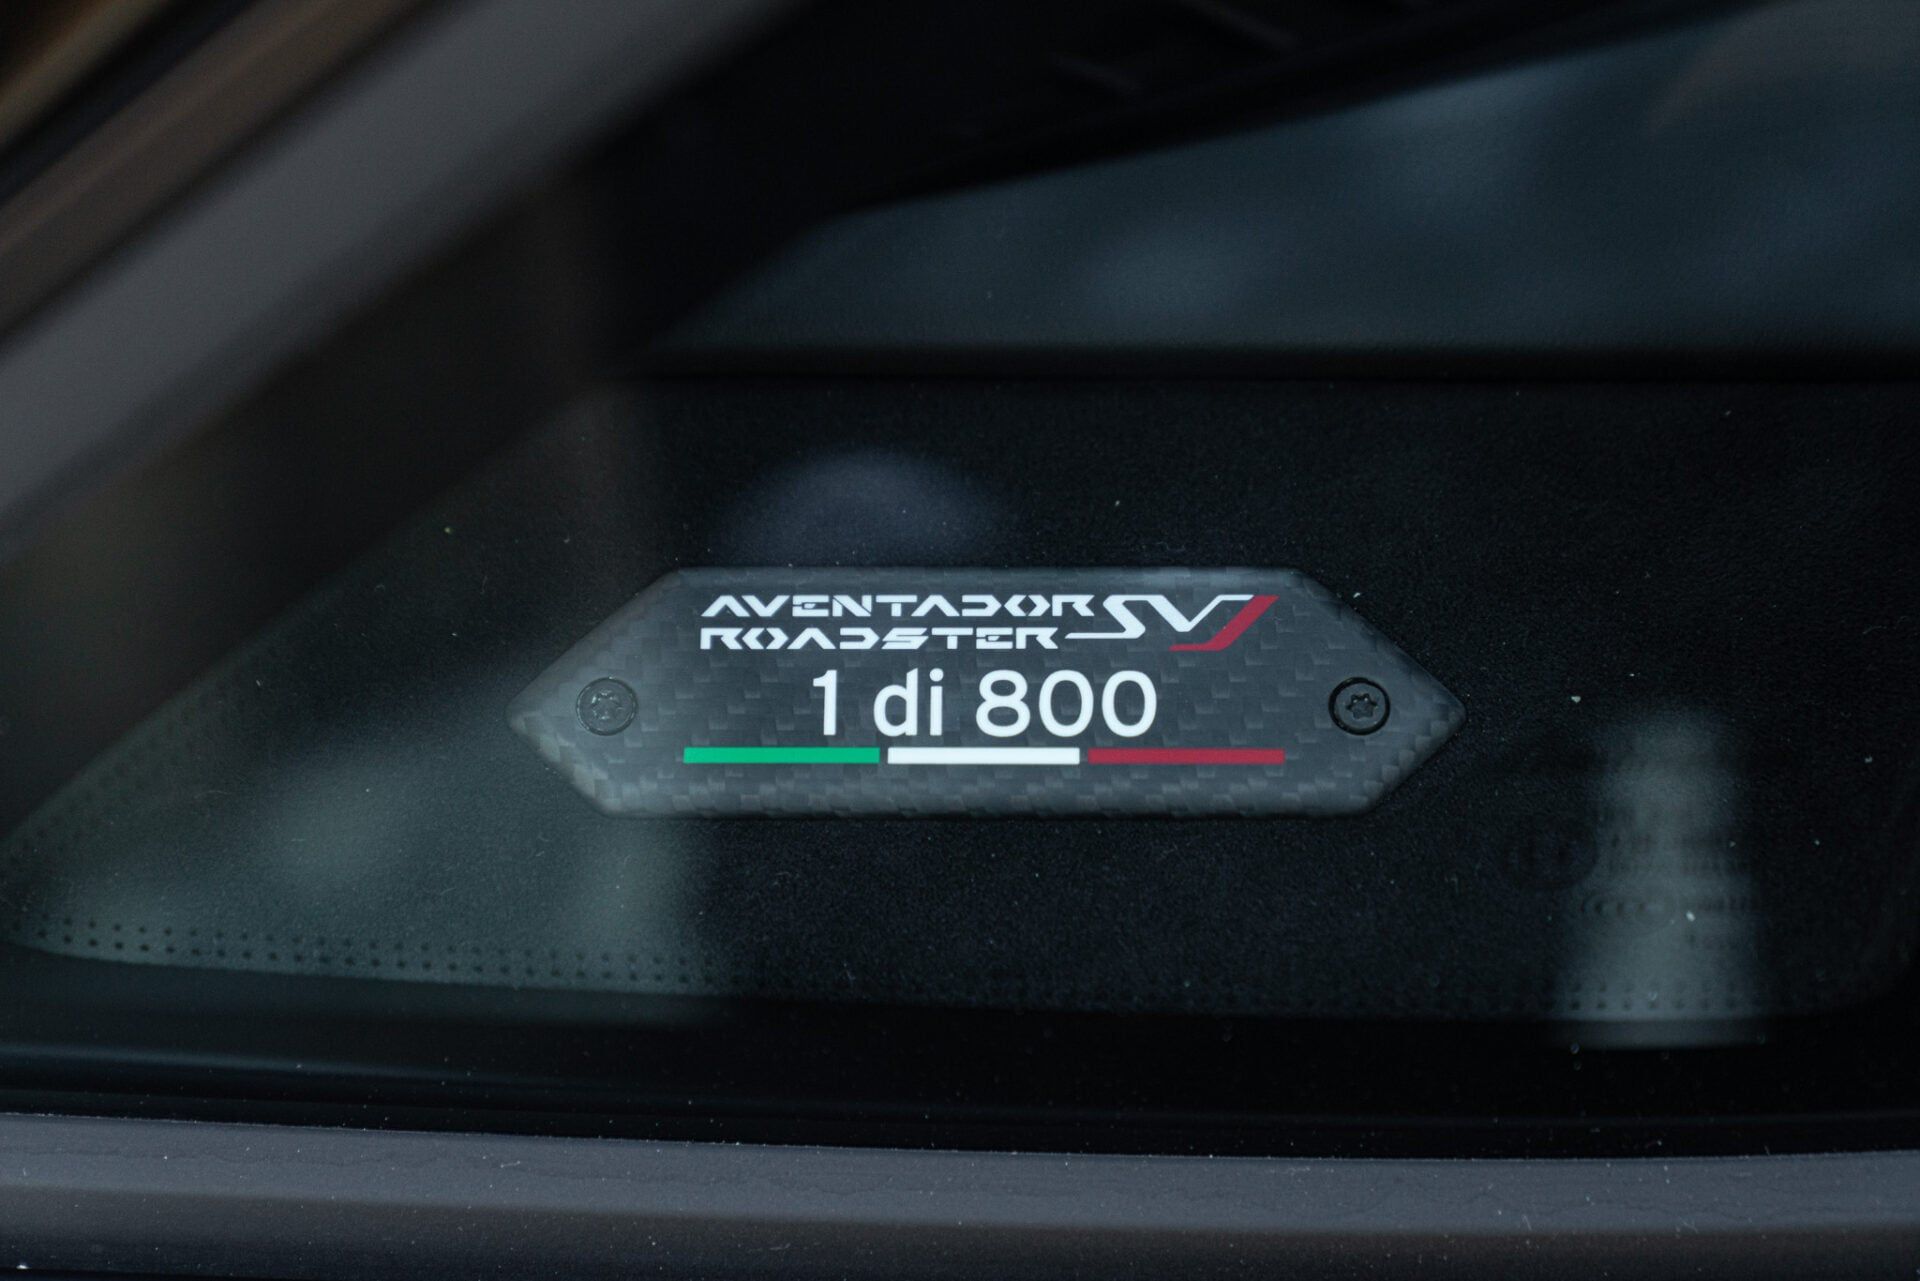 AVENTADOR SVJ
ROADSTER
1 di 800